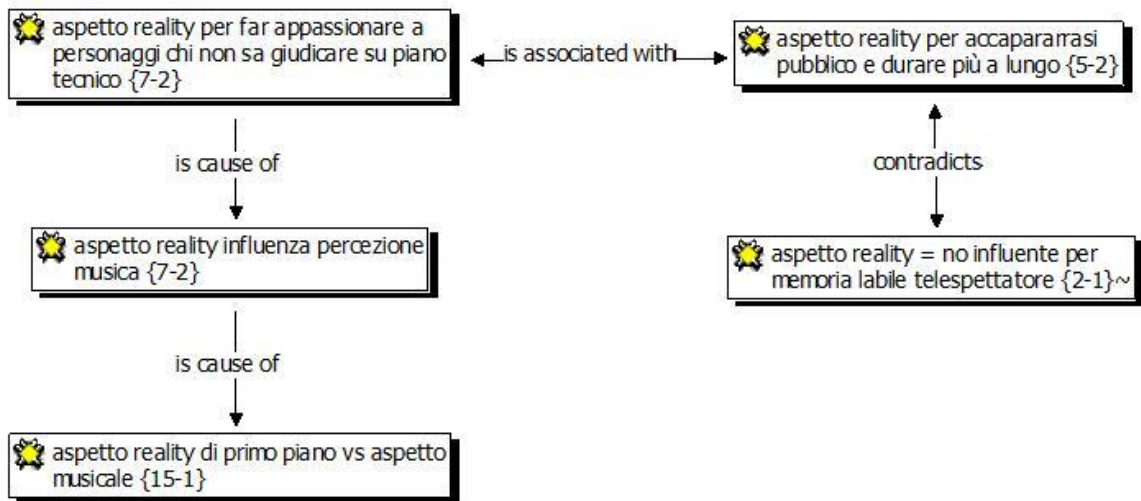 aspetto reality per far appassionare a
personaggi chi non sa giudicare su piano
tecnico {7-2}
is associated with
aspetto reality per accapararrasi
pubblico e durare più a lungo {5-2}
is cause of
contradicts
aspetto reality influenza percezione
musica {7-2}
aspetto reality = no influente per
memoria labile telespettatore {2-1}~
is cause of
aspetto reality di primo piano vs aspetto
musicale {15-1}